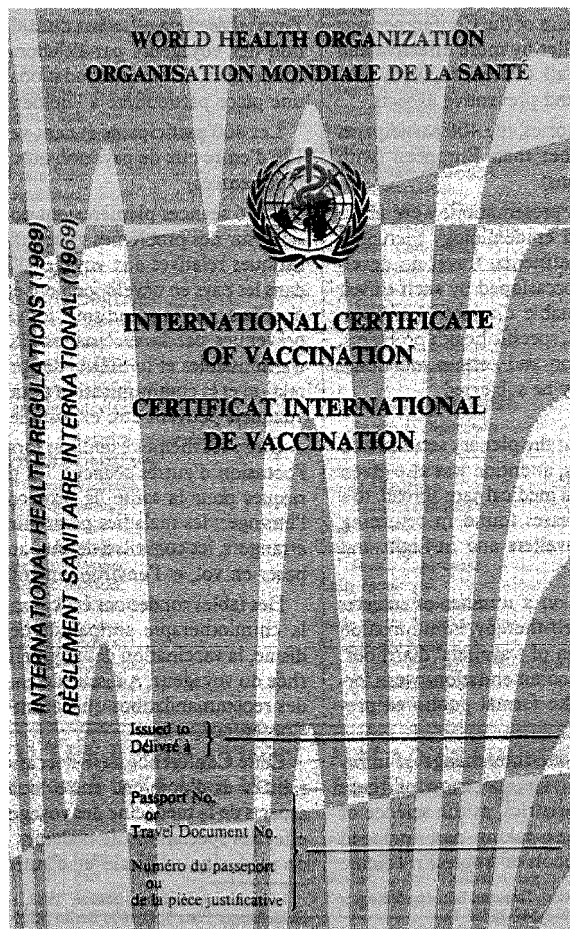 WORLD HEALTH ORGANIZATION
ORGANISATION MONDIALE DE LA SANTÉ
INTERNATIONAL HEALTH REGULATIONS (1969)
RÈGLEMENT SANITAIRE INTERNATIONAL (1969)
INTERNATIONAL CERTIFICATE
OF VACCINATION
CERTIFICAT INTERNATIONAL
DE VACCINATION
Issued to
Délivré à
Passport No.
or
Travel Document No.
Numéro du passeport
ou
de la pièce justificative